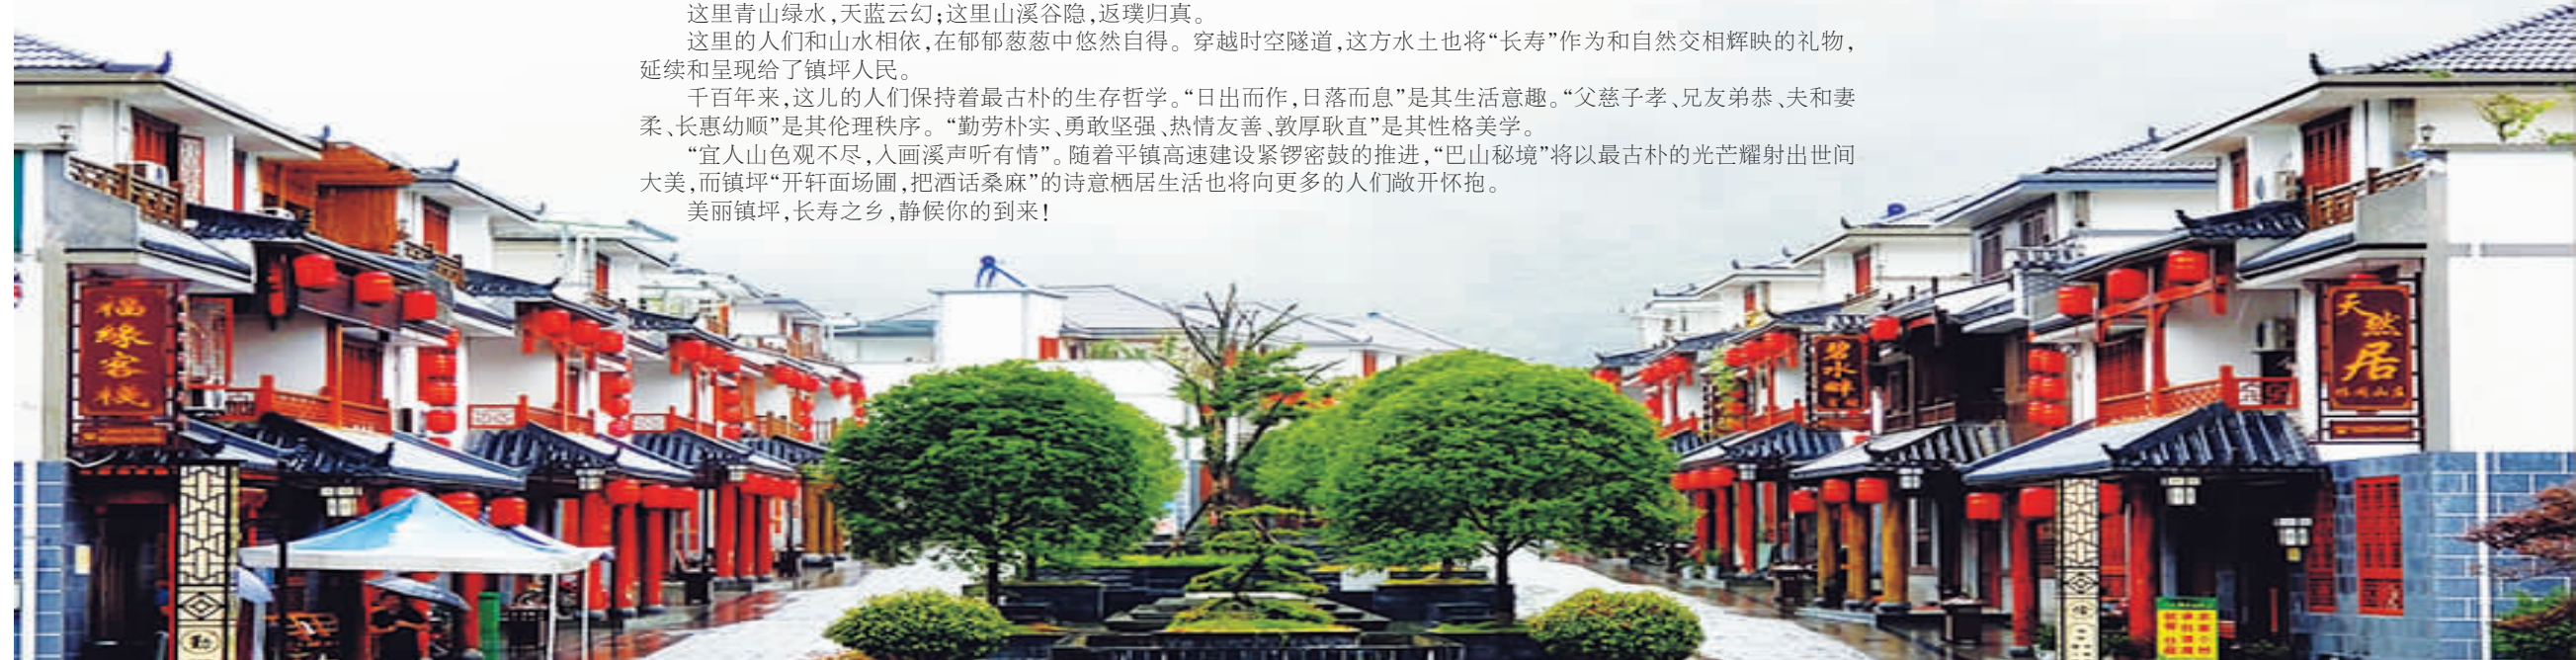 这里青山绿水,天蓝云幻;这里山溪谷隐,返璞归真。
这里的人们和山水相依,在郁郁葱葱中悠然自得。穿越时空隧道,这方水土也将“长寿”作为和自然交相辉映的礼物,
延续和呈现给了镇坪人民。
千百年来,这儿的人们保持着最古朴的生存哲学。“日出而作,日落而息”是其生活意趣。“父慈子孝、兄友弟恭、夫和妻
柔、长惠幼顺”是其伦理秩序。“勤劳朴实、勇敢坚强、热情友善、敦厚耿直”是其性格美学。
“宜人山色观不尽,入画溪声听有情”。随着平镇高速建设紧锣密鼓的推进,“巴山秘境”将以最古朴的光芒耀射出世间
大美,而镇坪“开轩面场圃,把酒话桑麻”的诗意栖居生活也将向更多的人们敞开怀抱。
美丽镇坪,长寿之乡,静候你的到来!
福緣客栈
碧水畔
天然居
勤